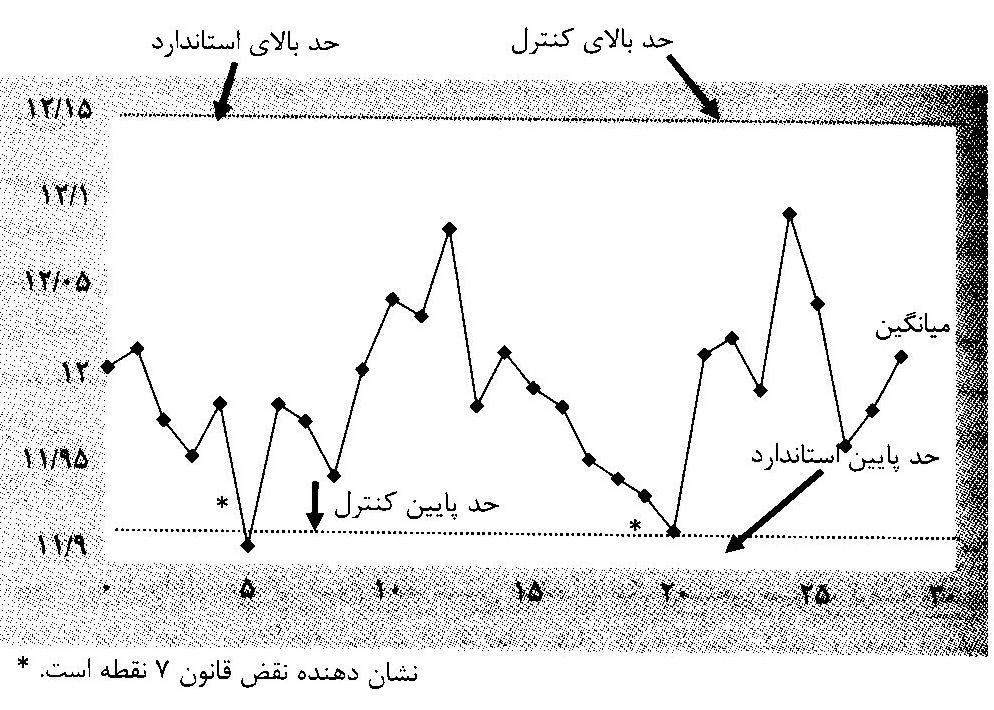 حد بالای استاندارد
حد بالای کنترل
۱۲/۱۵
۱۲/۱
۱۲/۰۵
۱۲
۱۱/۹۵
۱۱/۹
میانگین
حد پایین استاندارد
* حد پایین کنترل
*
۰ ۵ ۱۰ ۱۵ ۲۰ ۲۵ ۳۰
* نشان دهنده نقض قانون ۷ نقطه است.